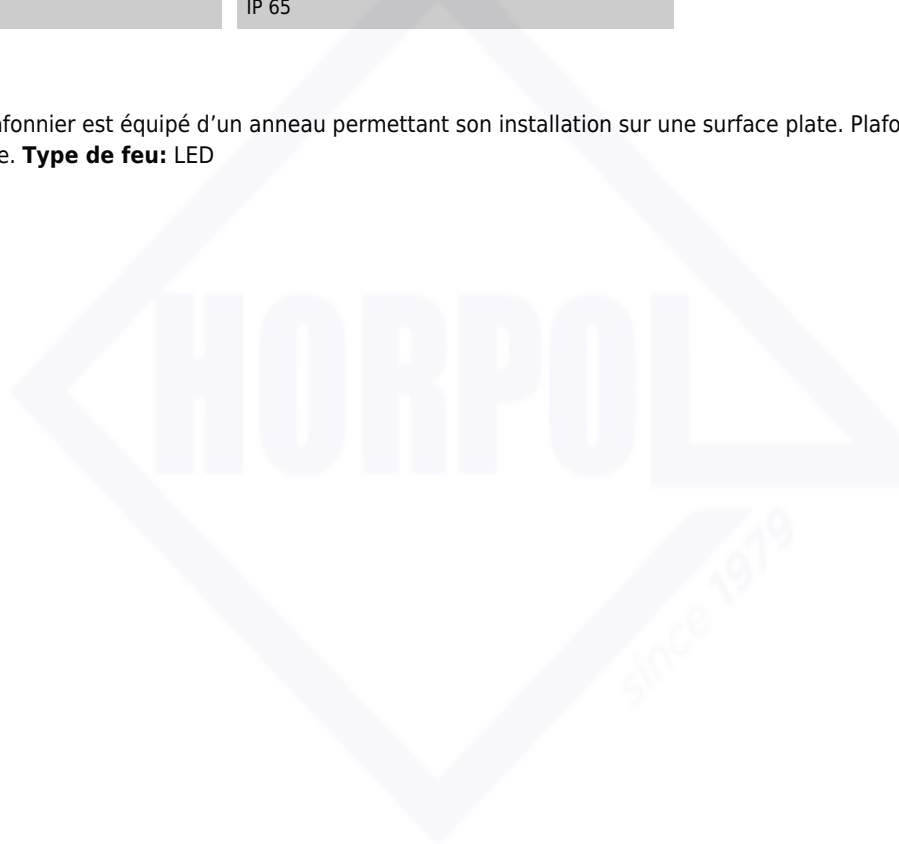 IP 65
afonnier est équipé d’un anneau permettant son installation sur une surface plate. Plafo
e. Type de feu: LED
HORPOL
since 1979